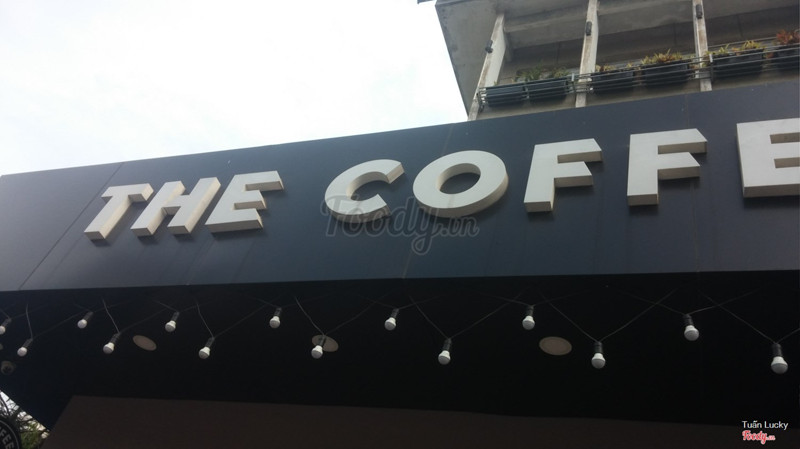 THE COFFE
Foody.vn
Tuấn Lucky
Foody.vn